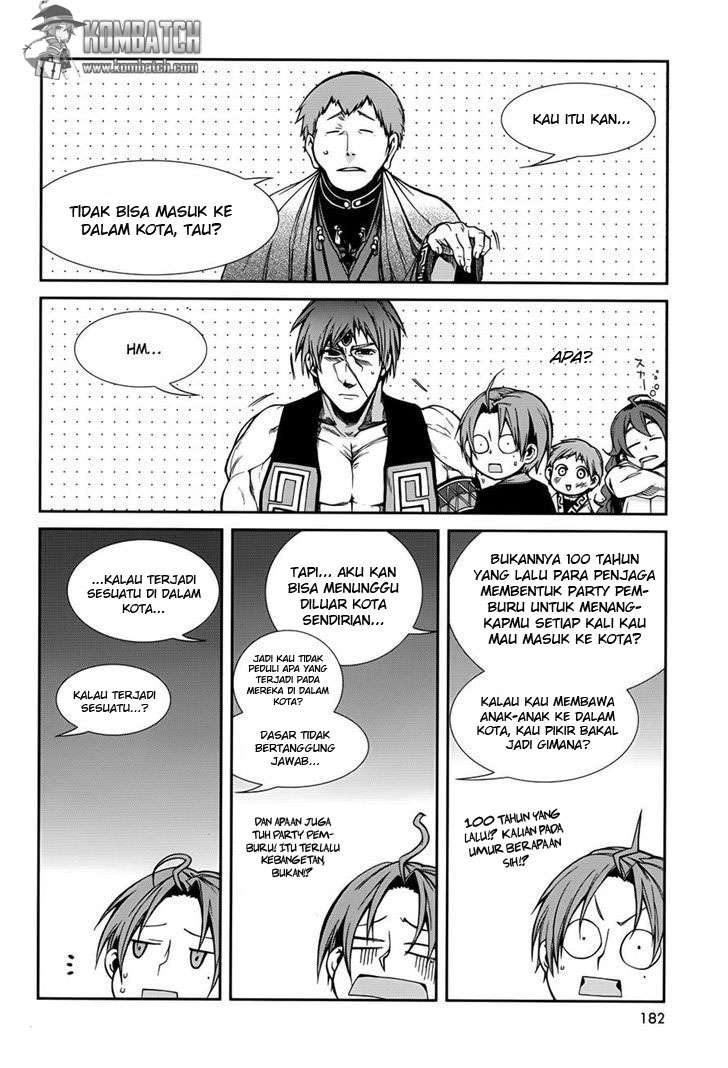 KOMBATCH
www.kombatch.com
KAU ITU KAN...
TIDAK BISA MASUK KE
DALAM KOTA, TAU?
スカー
APA?
HM...
BUKANNYA 100 TAHUN
YANG LALU PARA PENJAGA
MEMBENTUK PARTY PEM-
BURU UNTUK MENANG-
KAPMU SETIAP KALI KAU
MAU MASUK KE KOTA?
KALAU KAU MEMBAWA
ANAK-ANAK KE DALAM
KOTA, KAU PIKIR BAKAL
JADI GIMANA?
100 TAHUN YANG
LALU!? KALIAN PADA
UMUR BERAPAAN
SIH!?
TAPI... AKU KAN
BISA MENUNGGU
DILUAR KOTA
SENDIRIAN...
JADI KAU TIDAK
PEDULI APA YANG
TERJADI PADA
MEREKA DI DALAM
KOTA?
DASAR TIDAK
BERTANGGUNG
JAWAB...
DAN APAAN JUGA
TUH PARTY PEM-
BURU! ITU TERLALU
KEBANGETAN,
BUKAN!?
...KALAU TERJADI
SESUATU DI DALAM
KOTA...
KALAU TERJADI
SESUATU...?
182